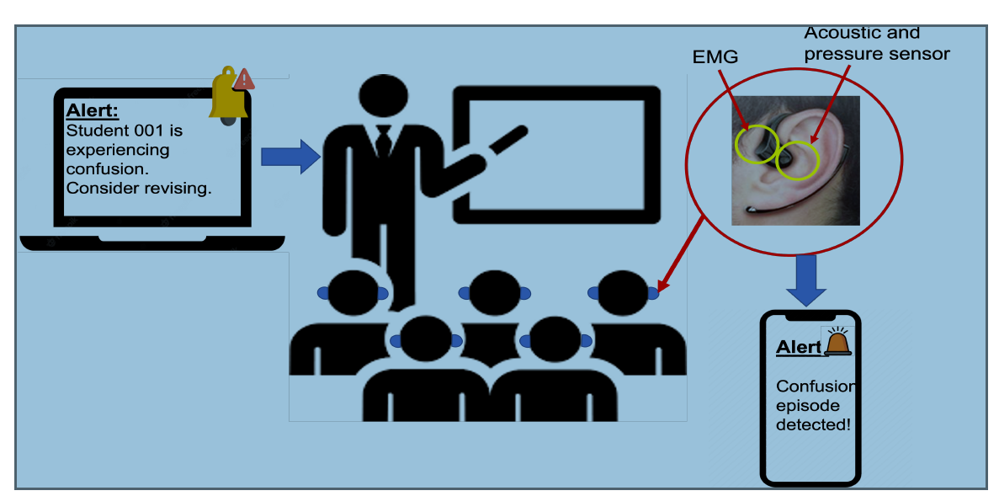 Alert:
Student 001 is
experiencing
confusion.
Consider revising.
EMG
Acoustic and
pressure sensor
Alert
Confusion
episode
detected!